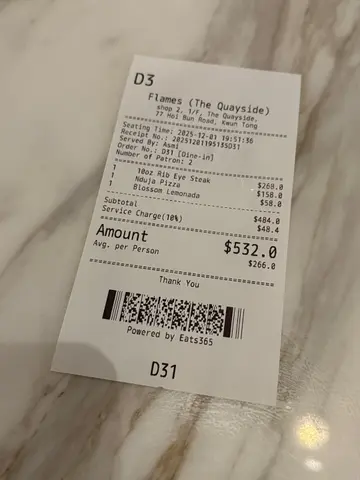 D3
Flames (The Quayside)
shop 2, 1/F, The Quayside,
77 Hoi Bun Road, Kwun Tong
Seating Time: 2025-12-01 19:51:36
Receipt No.: 20251201195135D31
Served By: Asmi
Order No.: D31 [Dine-in]
Number of Patron: 2
1 10oz Rib Eye Steak $268.0
1 Nduja Pizza $158.0
1 Blossom Lemonada $58.0
Subtotal $484.0
Service Charge(10%) $48.4
Amount $532.0
Avg. per Person $266.0
Thank You
Powered by Eats365
D31